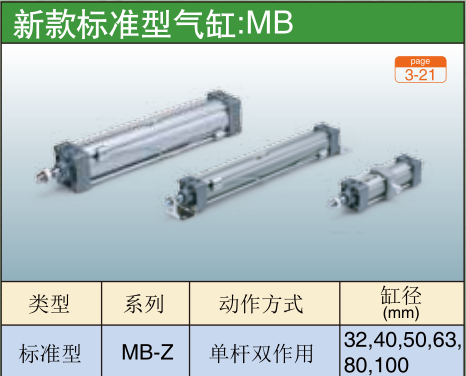 新款标准型气缸:MB
page
3-21
类型 系列 动作方式 缸径
(mm)
标准型 MB-Z 单杆双作用 32,40,50,63,
80,100